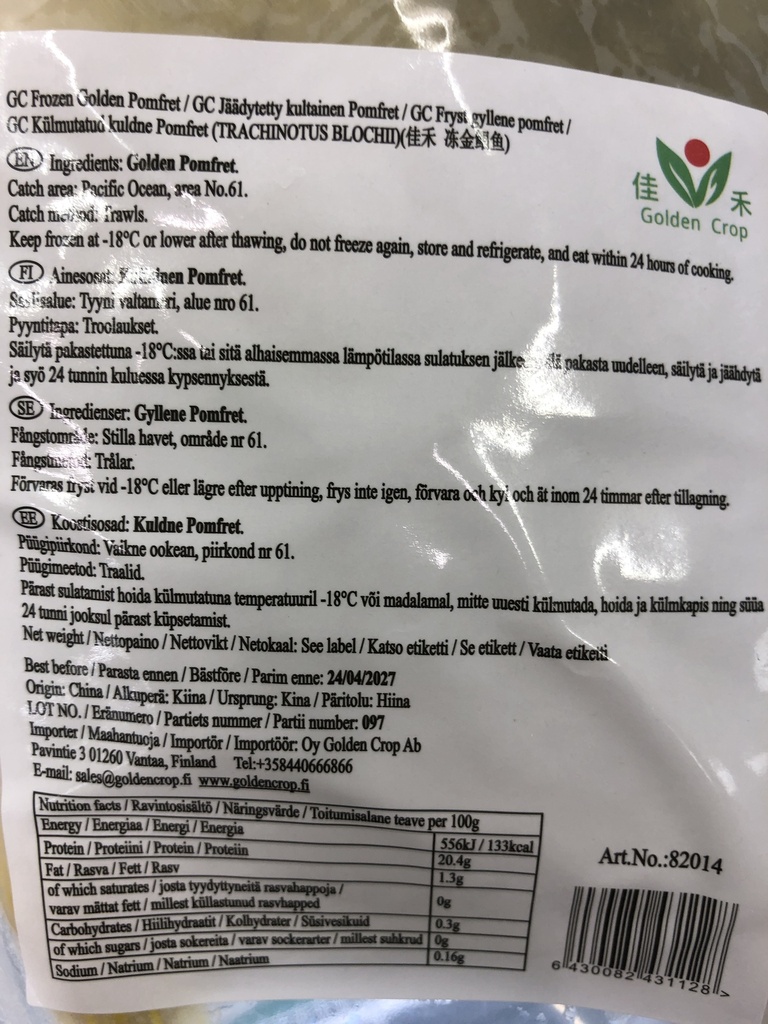 GC Frozen Golden Pomfret / GC Jäädytetty kultainen Pomfret / GC Fryst gyllene pomfret /
GC Külmutatud kuldne Pomfret (TRACHINOTUS BLOCHII)(佳禾 冻金鲳鱼)
佳 禾
Golden Crop
EN Ingredients: Golden Pomfret.
Catch area: Pacific Ocean, area No.61.
Catch method: Trawls.
Keep frozen at -18°C or lower after thawing, do not freeze again, store and refrigerate, and eat within 24 hours of cooking.
FI Ainesosat: Pomfret.
Saalisalue: Tyyni valtameri, alue nro 61.
Pyyntitapa: Troolaukset.
Säilytä pakastettuna -18°C:ssa tai sitä alhaisemmassa lämpötilassa sulatuksen pakasta uudelleen, säilytä ja jäähdytä
ja syö 24 tunnin kuluessa kypsennyksestä.
SE Ingredienser: Gyllene Pomfret.
Fångstområde: Stilla havet, område nr 61.
Fångstmetod: Trålar.
Förvaras fryst vid -18°C eller lägre efter upptining, frys inte igen, förvara och kyl och ät inom 24 timmar efter tillagning.
EE Koostisosad: Kuldne Pomfret.
Püügipiirkond: Vaikne ookean, piirkond nr 61.
Püügimeetod: Traalid.
Pärast sulatamist hoida külmutatuna temperatuuril -18°C või madalamal, mitte uuesti külmutada, hoida ja külmkapis ning süüa
24 tunni jooksul pärast küpsetamist.
Net weight / Nettopaino / Nettovikt / Netokaal: See label / Katso etiketti / Se etikett / Vaata etiketti
Best before / Parasta ennen / Bästföre / Parim enne: 24/04/2027
Origin: China / Alkuperä: Kiina / Ursprung: Kina / Päritolu: Hiina
LOT NO. / Eränumero / Partiets nummer / Partii number: 097
Importer / Maahantuoja / Importör / Importöör: Oy Golden Crop Ab
Pavintie 3 01260 Vantaa, Finland Tel:+358440666866
E-mail: sales@goldencrop.fi www.goldencrop.fi
Nutrition facts / Ravintosisältö / Näringsvärde / Toitumisalane teave per 100g
Energy / Energiaa / Energi / Energia 556kJ / 133kcal
Protein / Proteiini / Protein / Proteiin 20.4g
Fat / Rasva / Fett / Rasv 1.3g
of which saturates / josta tyydyttyneitä rasvahappoja /
varav mättat fett / millest küllastunud rasvhapped 0g
Carbohydrates / Hiilihydraatit / Kolhydrater / Süsivesikuid 0.3g
of which sugars / josta sokereita / varav sockerarter / millest suhkrud 0g
Sodium / Natrium / Natrium / Naatrium 0.16g
Art.No.:82014
6 430082 431128 >